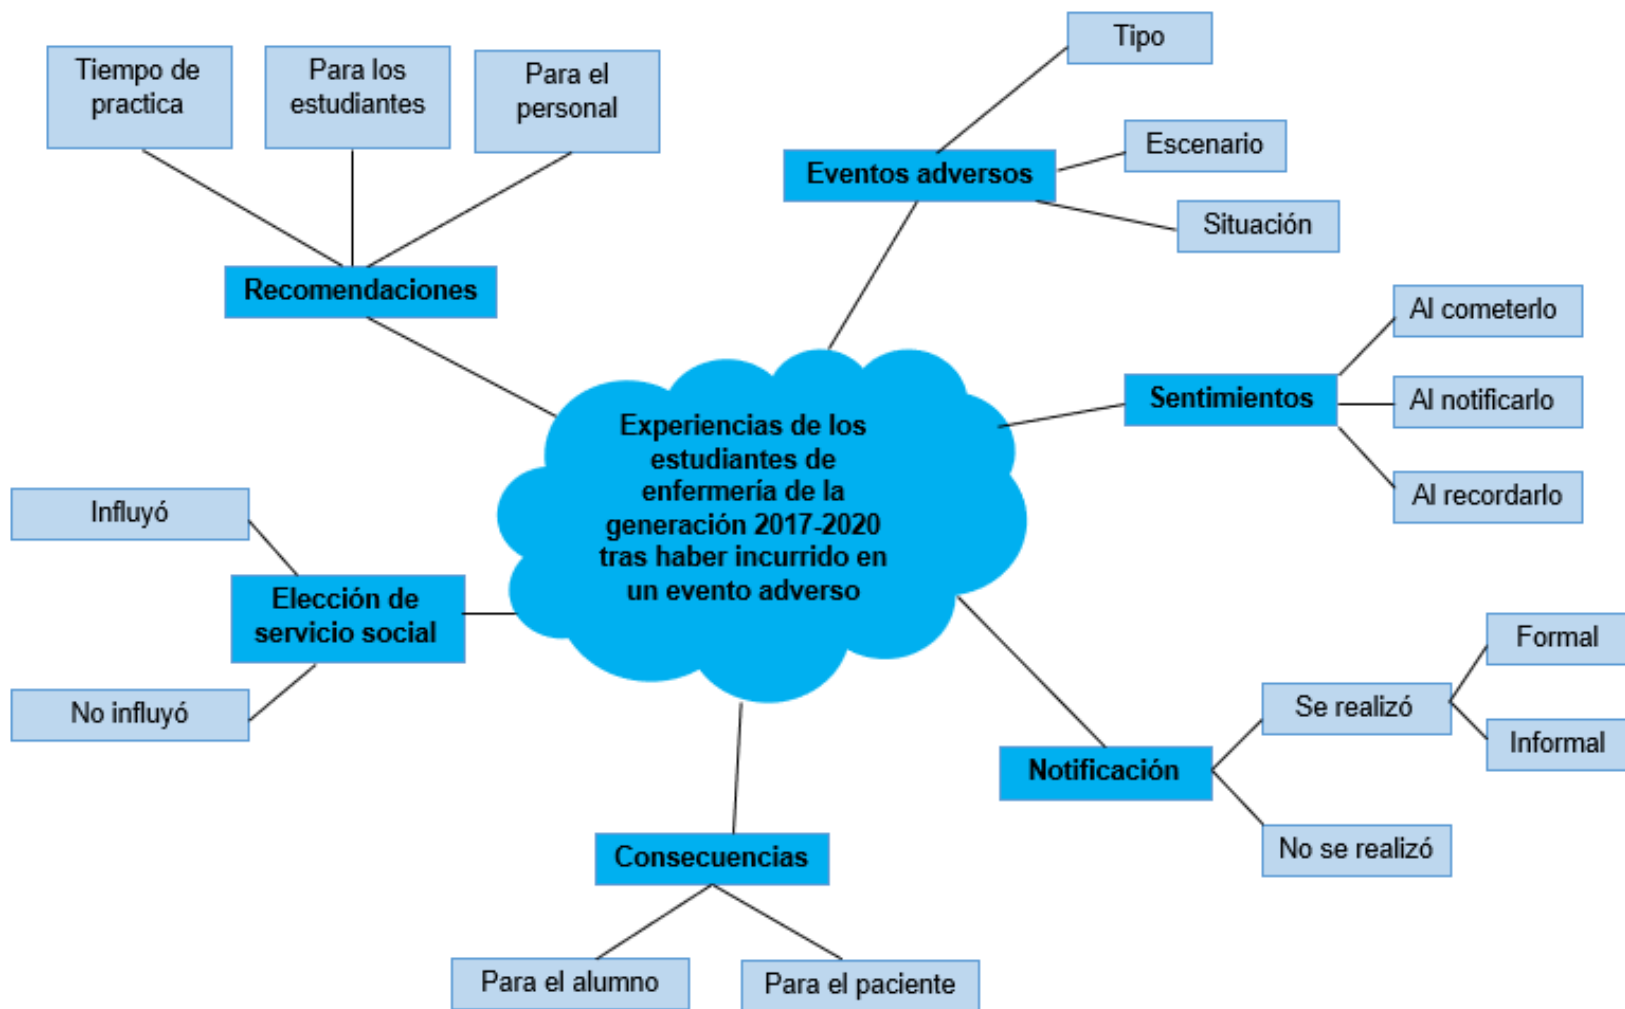 Tiempo de
practica
Para los
estudiantes
Para el
personal
Recomendaciones
Tipo
Eventos adversos
Escenario
Situación
Experiencias de los
estudiantes de
enfermería de la
generación 2017-2020
tras haber incurrido en
un evento adverso
Sentimientos
Al cometerlo
Al notificarlo
Al recordarlo
Influyó
Elección de
servicio social
No influyó
Notificación
Se realizó
Formal
Informal
No se realizó
Consecuencias
Para el alumno
Para el paciente